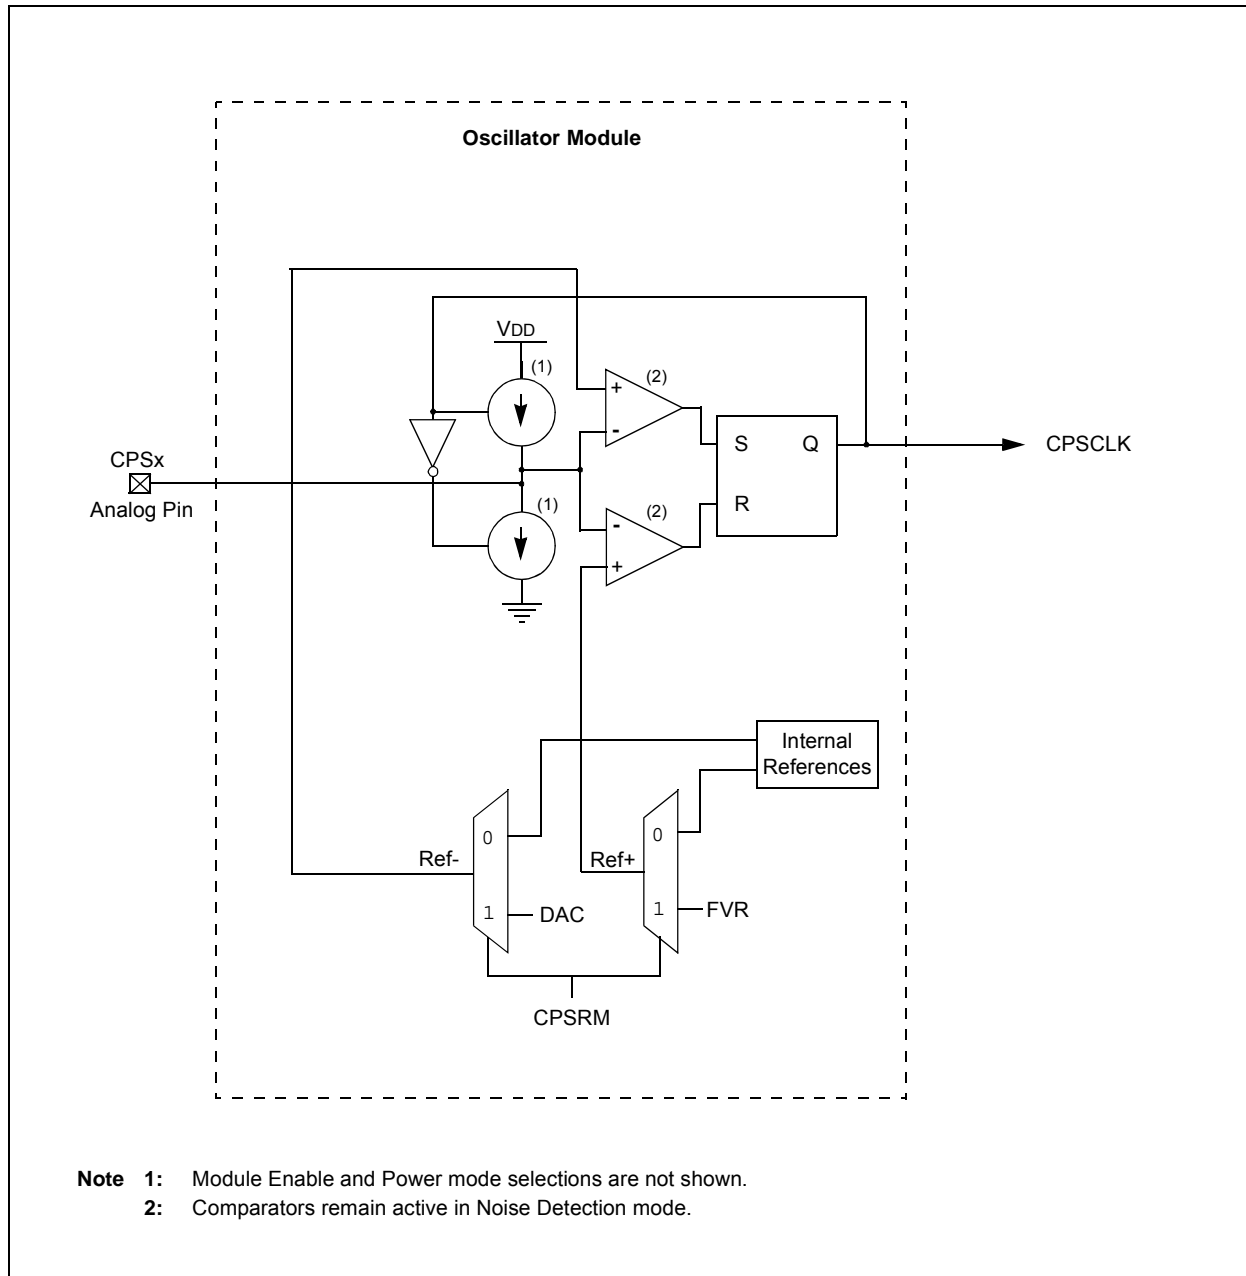 Oscillator Module
VDD
(1)
(2)
+
-
S Q
CPSCLK
CPSx
Analog Pin
(1)
(2)
R
-
+
Internal
References
0
0
Ref-
Ref+
1
DAC
1
FVR
CPSRM
Note 1: Module Enable and Power mode selections are not shown.
2: Comparators remain active in Noise Detection mode.